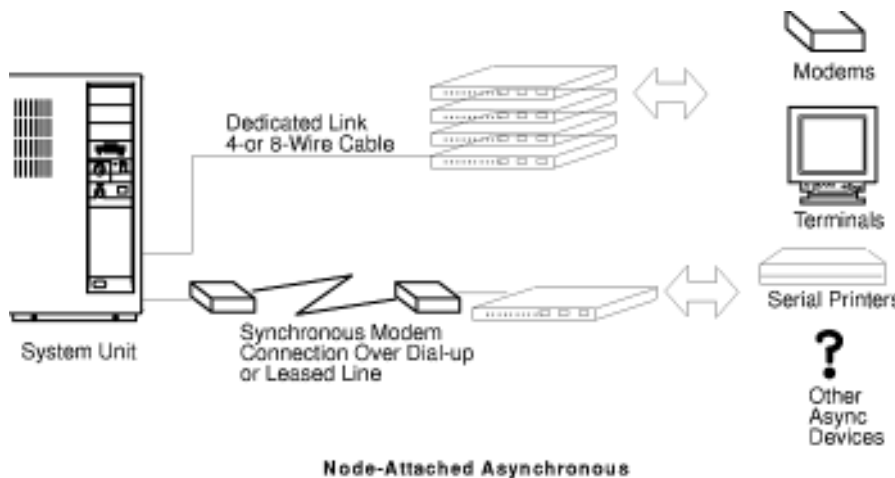 Modems
Dedicated Link
4-or 8-Wire Cable
Terminals
Serial Printers
System Unit
Synchronous Modem
Connection Over Dial-up
or Leased Line
?
Other
Async
Devices
Node-Attached Asynchronous